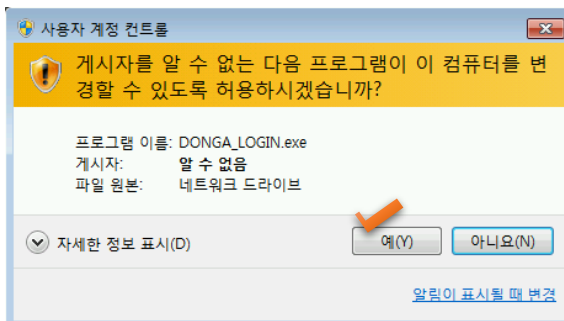 사용자 계정 컨트롤
게시자를 알 수 없는 다음 프로그램이 이 컴퓨터를 변
경할 수 있도록 허용하시겠습니까?
프로그램 이름: DONGA_LOGIN.exe
게시자: 알 수 없음
파일 원본: 네트워크 드라이브
자세한 정보 표시(D)
예(Y)
아니요(N)
알림이 표시될 때 변경